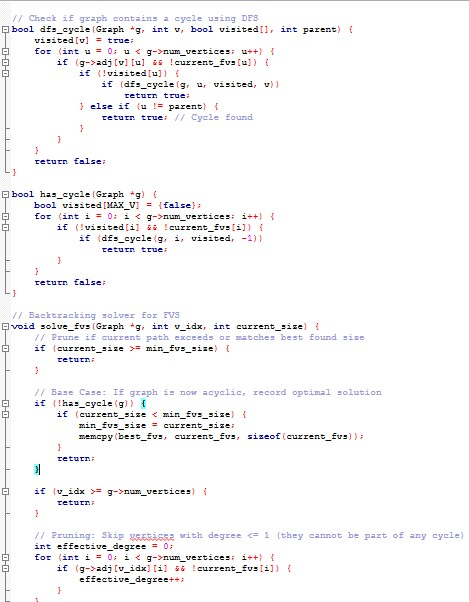 // Check if graph contains a cycle using DFS
bool dfs_cycle(Graph *g, int v, bool visited[], int parent) {
    visited[v] = true;
    for (int u = 0; u < g->num_vertices; u++) {
        if (g->adj[v][u] && !current_fvs[u]) {
            if (!visited[u]) {
                if (dfs_cycle(g, u, visited, v))
                    return true;
            } else if (u != parent) {
                return true; // Cycle found
            }
        }
    }
    return false;
}
bool has_cycle(Graph *g) {
    bool visited[MAX_V] = {false};
    for (int i = 0; i < g->num_vertices; i++) {
        if (!visited[i] && !current_fvs[i]) {
            if (dfs_cycle(g, i, visited, -1))
                return true;
        }
    }
    return false;
}
// Backtracking solver for FVS
void solve_fvs(Graph *g, int v_idx, int current_size) {
    // Prune if current path exceeds or matches best found size
    if (current_size >= min_fvs_size) {
        return;
    }
    // Base Case: If graph is now acyclic, record optimal solution
    if (!has_cycle(g)) {
        if (current_size < min_fvs_size) {
            min_fvs_size = current_size;
            memcpy(best_fvs, current_fvs, sizeof(current_fvs));
        }
        return;
    }
    if (v_idx >= g->num_vertices) {
        return;
    }
    // Pruning: Skip vertices with degree <= 1 (they cannot be part of any cycle)
    int effective_degree = 0;
    for (int i = 0; i < g->num_vertices; i++) {
        if (g->adj[v_idx][i] && !current_fvs[i]) {
            effective_degree++;
        }